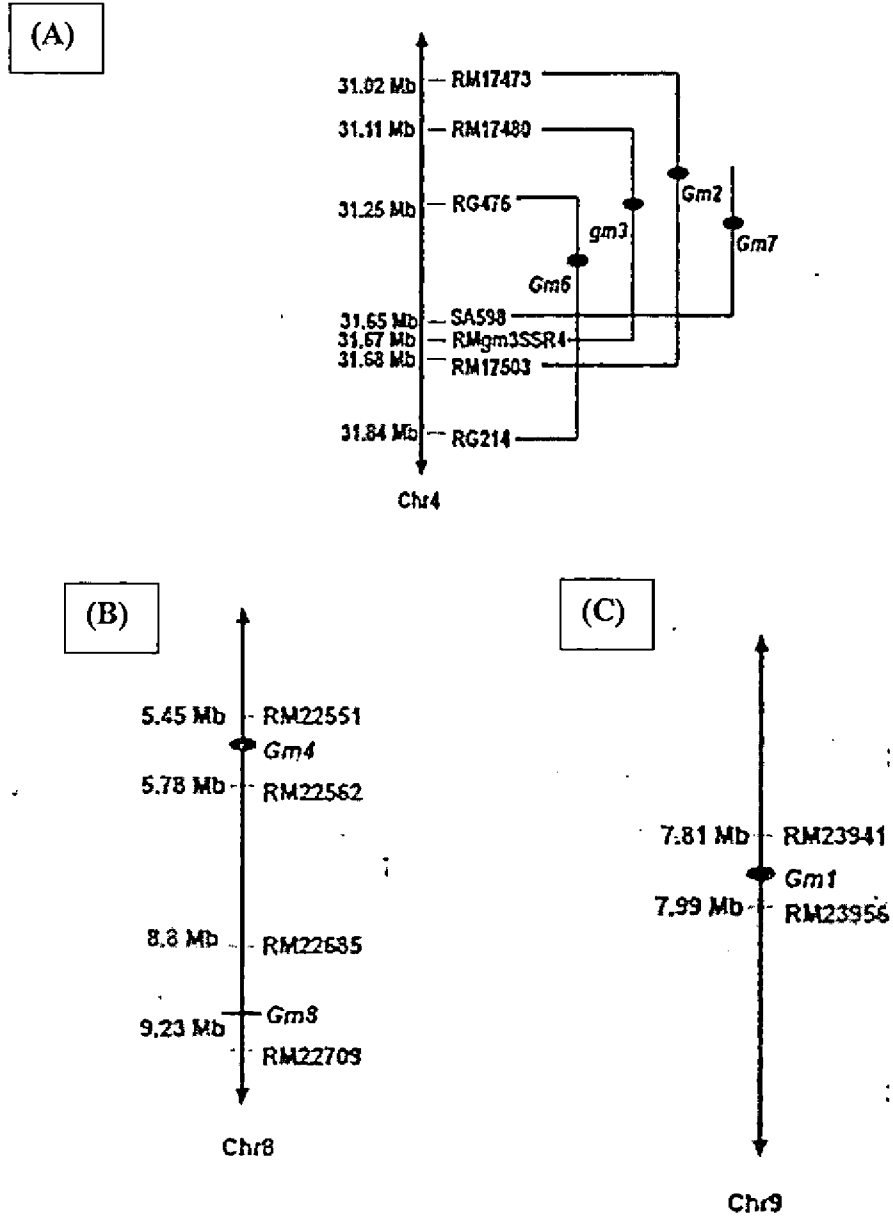 (A)
31.02 Mb RM17473
31.11 Mb RM17480
31.25 Mb RG476
Gm2
gm3
Gm7
Gm6
31.65 Mb SA598
31.67 Mb RMgm3SSR4
31.68 Mb RM17503
31.84 Mb RG214
Chr4
(B)
5.45 Mb RM22551
Gm4
5.78 Mb RM22562
8.8 Mb RM22685
Gm8
9.23 Mb RM22709
Chr8
(C)
7.81 Mb RM23941
Gm1
7.99 Mb RM23956
Chr9